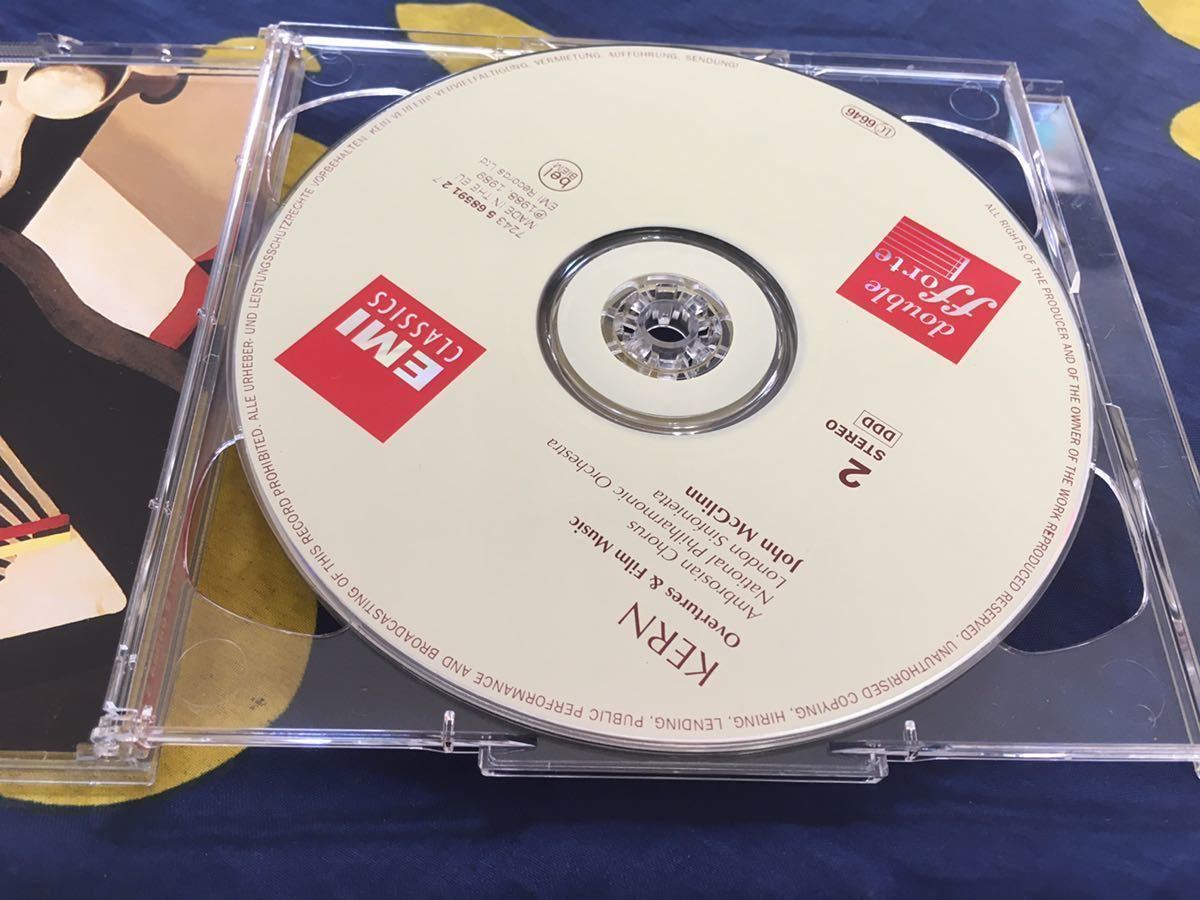 KERN
Overtures & Film Music
Ambrosian Chorus
National Philharmonic Orchestra
London Sinfonietta
John McGlinn
2
STEREO
DDD
EMI
CLASSICS
double
fforte
7243 5 68591 2 7
MADE IN THE EU
℗ 1988, 1989
EMI Records Ltd
bel
BIEM
LC 6646
ALL RIGHTS OF THE PRODUCER AND OF THE OWNER OF THE WORK REPRODUCED RESERVED. UNAUTHORISED COPYING, HIRING, LENDING, PUBLIC PERFORMANCE AND BROADCASTING OF THIS RECORD PROHIBITED. ALLE URHEBER- UND LEISTUNGSSCHUTZRECHTE VORBEHALTEN. KEIN VERLEIH, VERVIELFÄLTIGUNG, VERMIETUNG, AUFFÜHRUNG, SENDUNG!